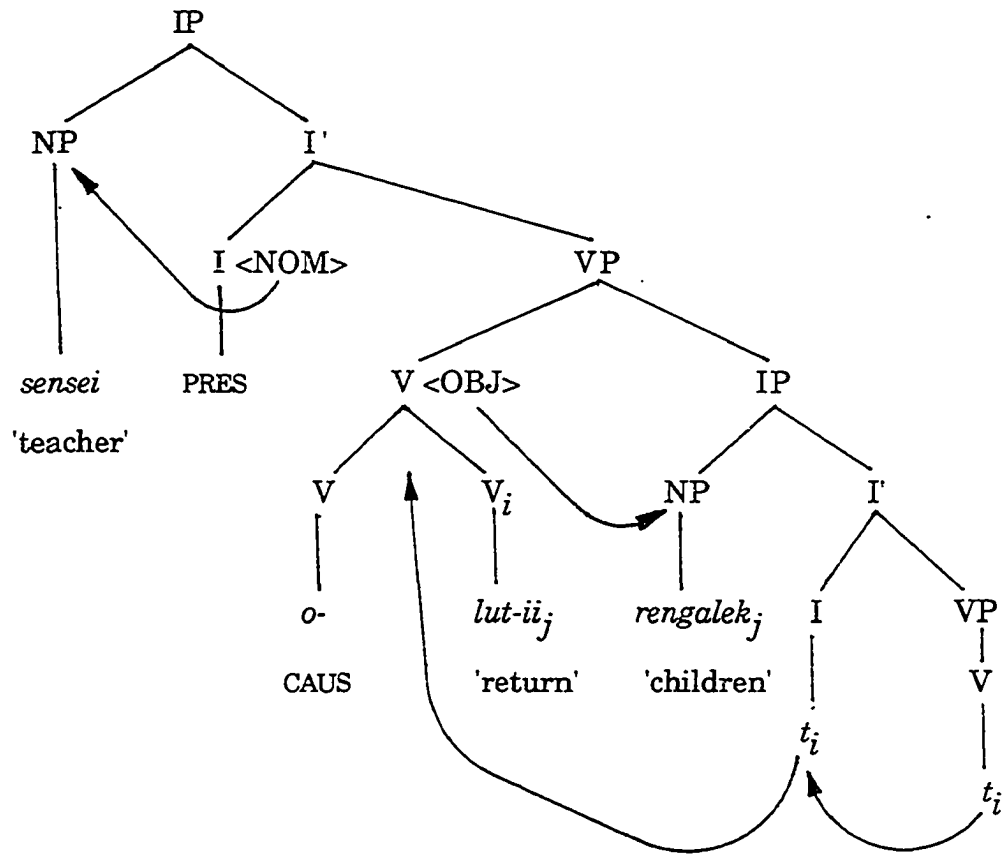 IP
NP I'
I <NOM> VP
sensei PRES V <OBJ> IP
'teacher'
V Vi NP I'
o- lut-iij rengalekj I VP
CAUS 'return' 'children' V
ti
ti